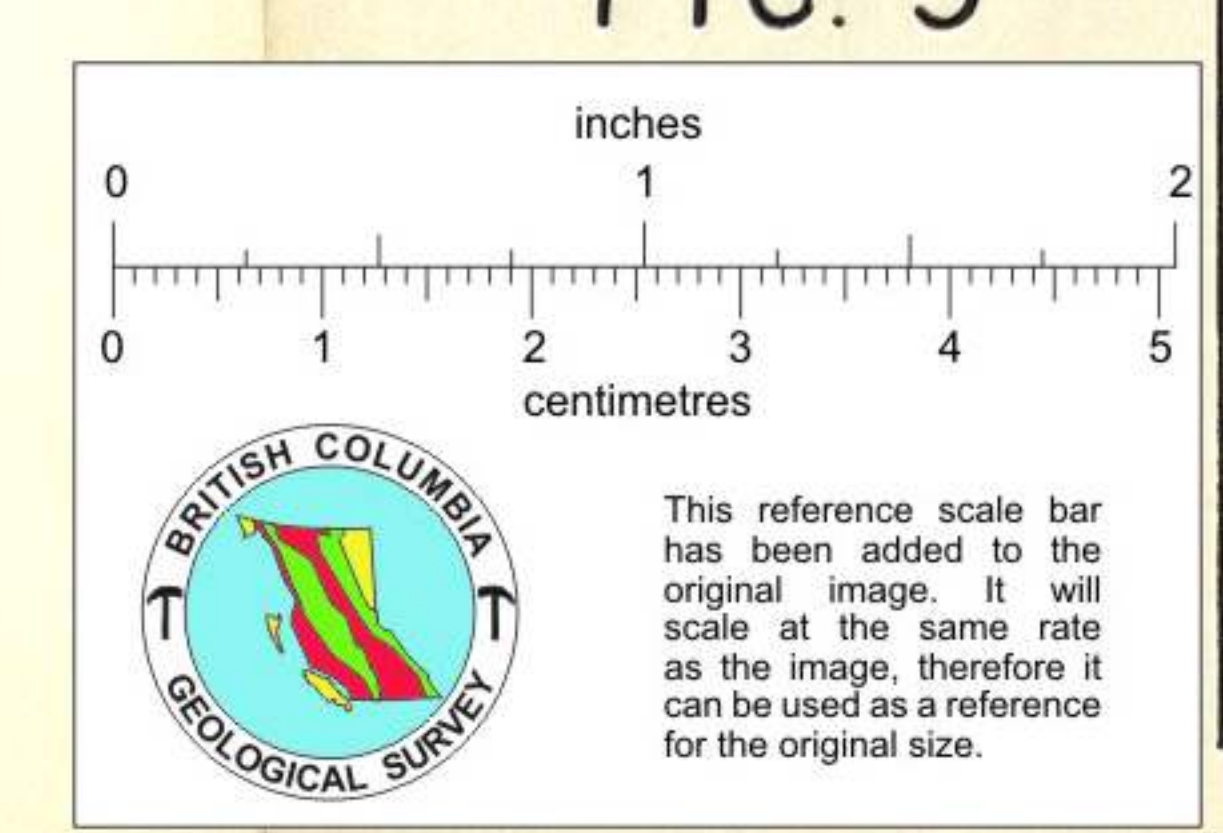 FIG. 5
inches
0 1 2
0 1 2 3 4 5
centimetres
BRITISH COLUMBIA
GEOLOGICAL SURVEY
This reference scale bar
has been added to the
original image. It will
scale at the same rate
as the image, therefore it
can be used as a reference
for the original size.